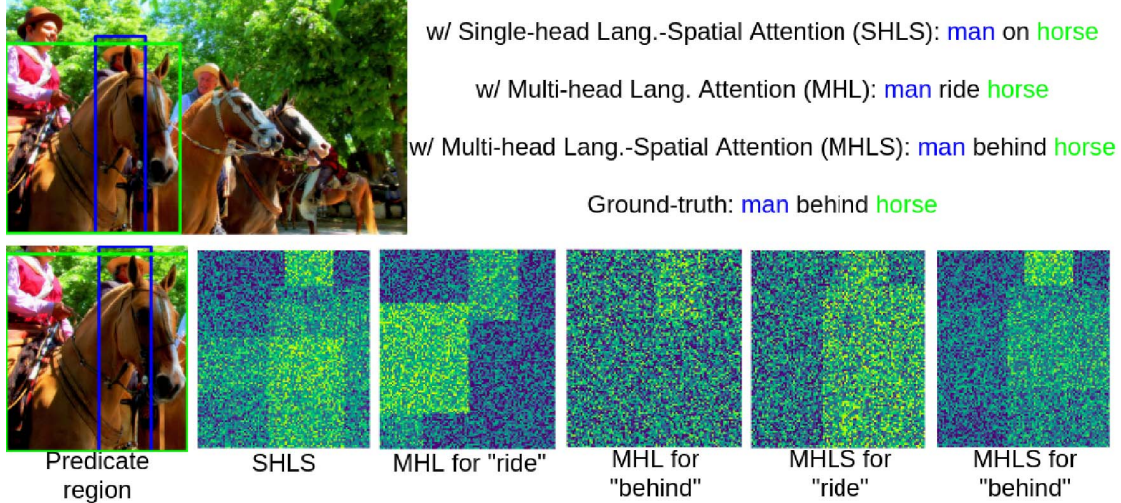 w/ Single-head Lang.-Spatial Attention (SHLS): man on horse
w/ Multi-head Lang. Attention (MHL): man ride horse
w/ Multi-head Lang.-Spatial Attention (MHLS): man behind horse
Ground-truth: man behind horse
Predicate
region
SHLS
MHL for "ride"
MHL for
"behind"
MHLS for
"ride"
MHLS for
"behind"